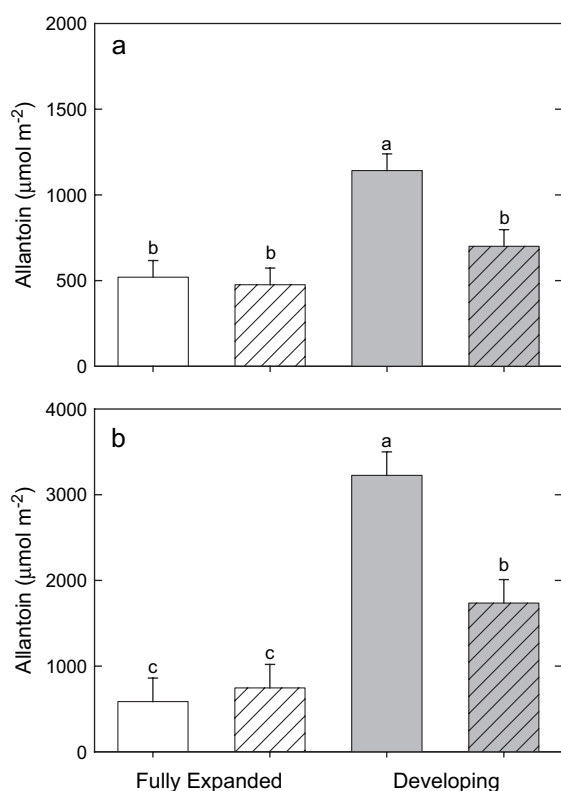 2000
a
1500
a
1000
b
b
b
500
0
Allantoin (μmol m-2)
4000
b
a
3000
2000
b
1000
c
c
0
Allantoin (μmol m-2)
Fully Expanded
Developing